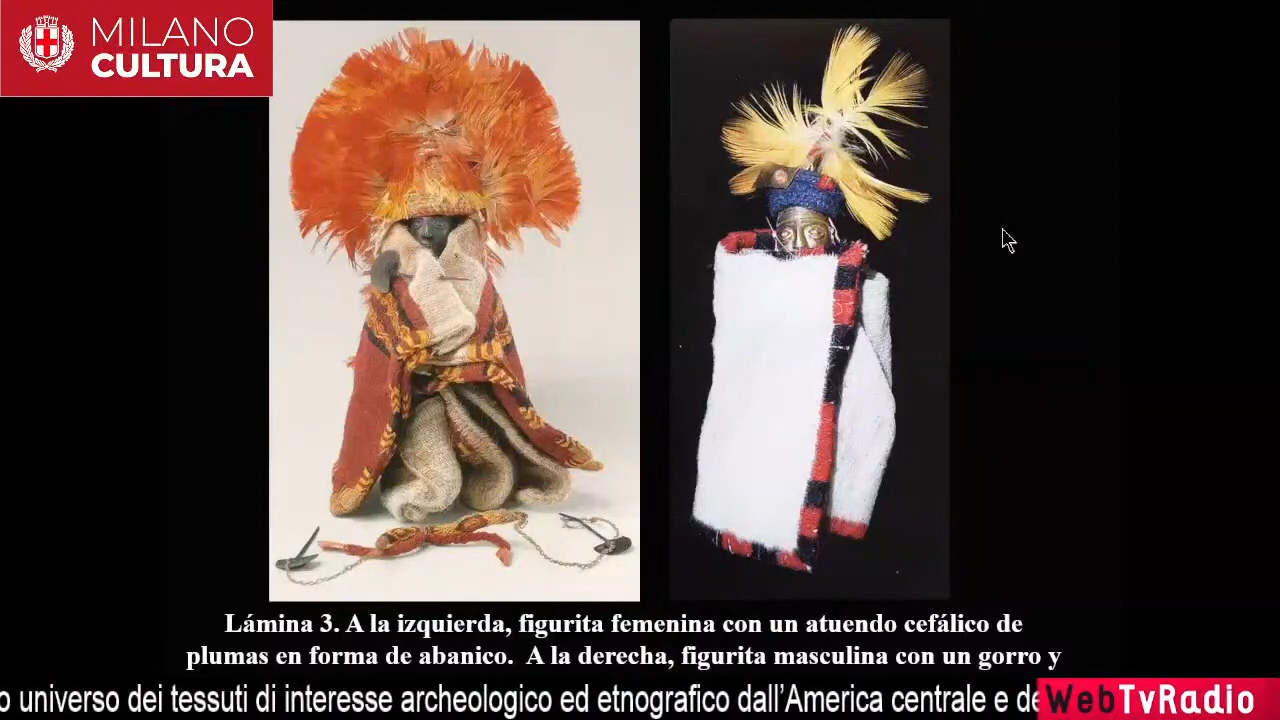 MILANO
CULTURA
Lámina 3. A la izquierda, figurita femenina con un atuendo cefálico de
plumas en forma de abanico. A la derecha, figurita masculina con un gorro y
o universo dei tessuti di interesse archeologico ed etnografico dall'America centrale e de
WebTvRadio